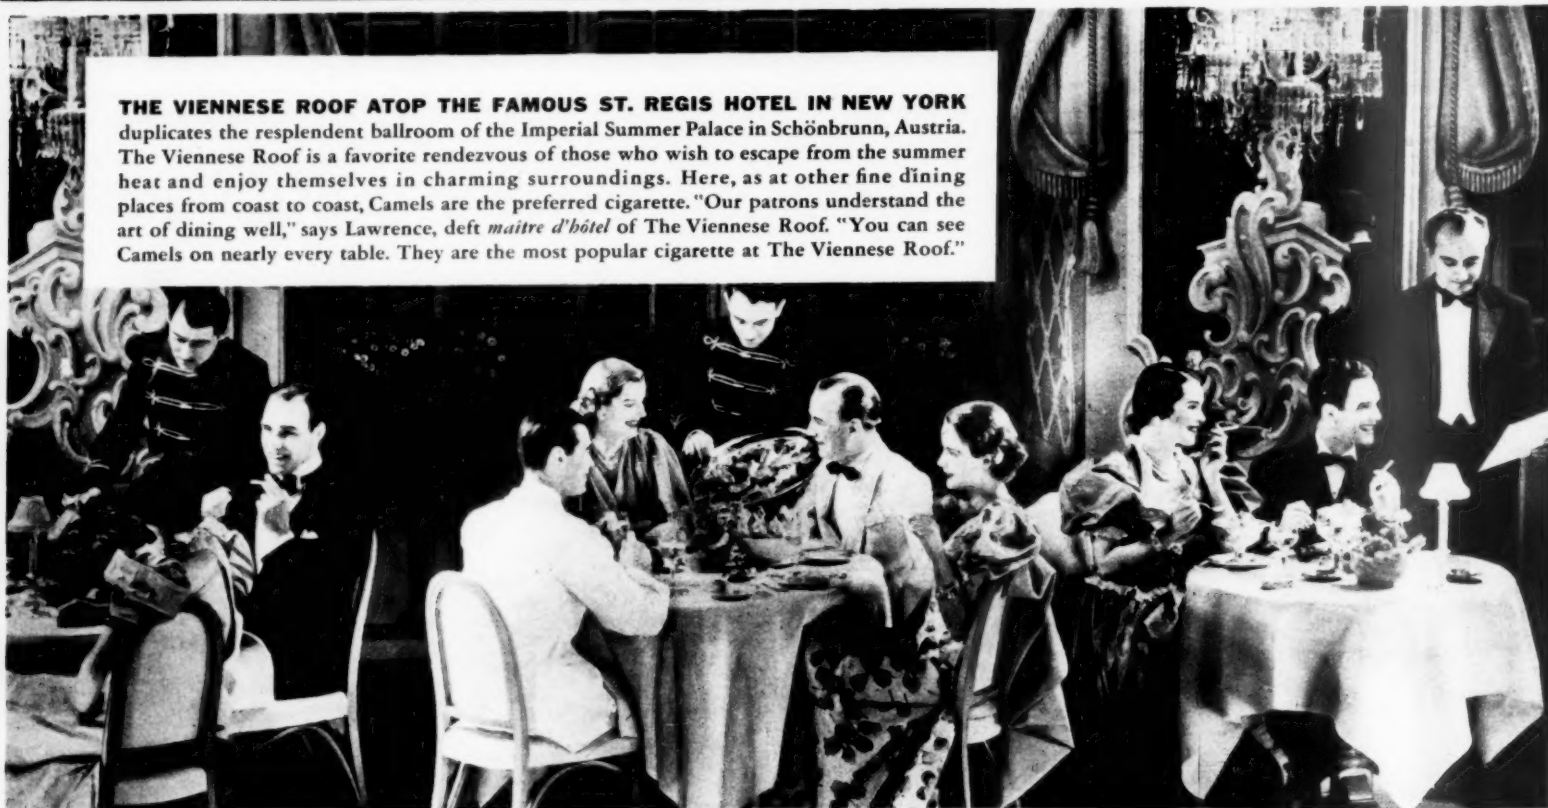 THE VIENNESE ROOF ATOP THE FAMOUS ST. REGIS HOTEL IN NEW YORK
duplicates the resplendent ballroom of the Imperial Summer Palace in Schönbrunn, Austria.
The Viennese Roof is a favorite rendezvous of those who wish to escape from the summer
heat and enjoy themselves in charming surroundings. Here, as at other fine dining
places from coast to coast, Camels are the preferred cigarette. "Our patrons understand the
art of dining well," says Lawrence, deft maître d'hôtel of The Viennese Roof. "You can see
Camels on nearly every table. They are the most popular cigarette at The Viennese Roof."